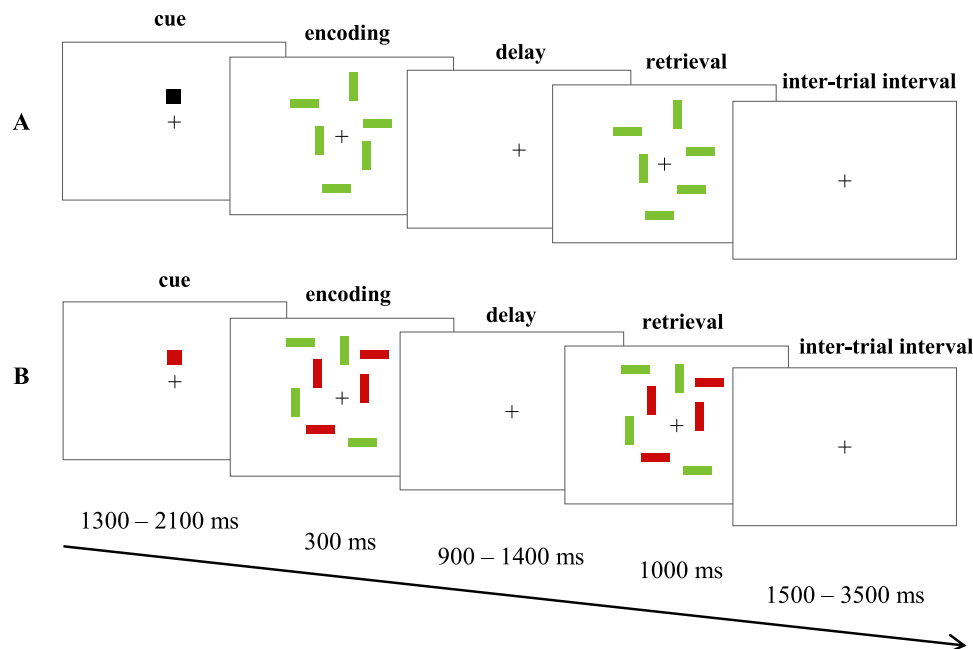 cue
encoding
delay
retrieval
inter-trial interval
A
cue
encoding
delay
retrieval
inter-trial interval
B
1300 – 2100 ms
300 ms
900 – 1400 ms
1000 ms
1500 – 3500 ms